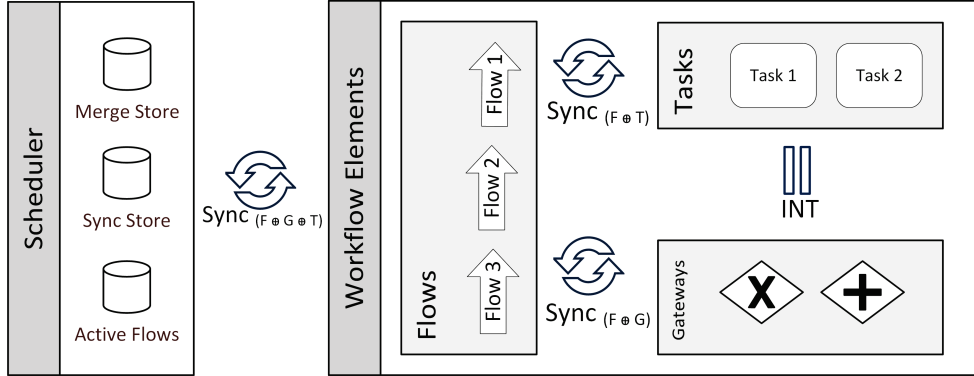 Scheduler
Merge Store
Sync Store
Active Flows
Sync (F ⊕ G ⊕ T)
Workflow Elements
Flows
Flow 1
Flow 2
Flow 3
Sync (F ⊕ T)
Sync (F ⊕ G)
Tasks
Task 1
Task 2
INT
Gateways
X
+